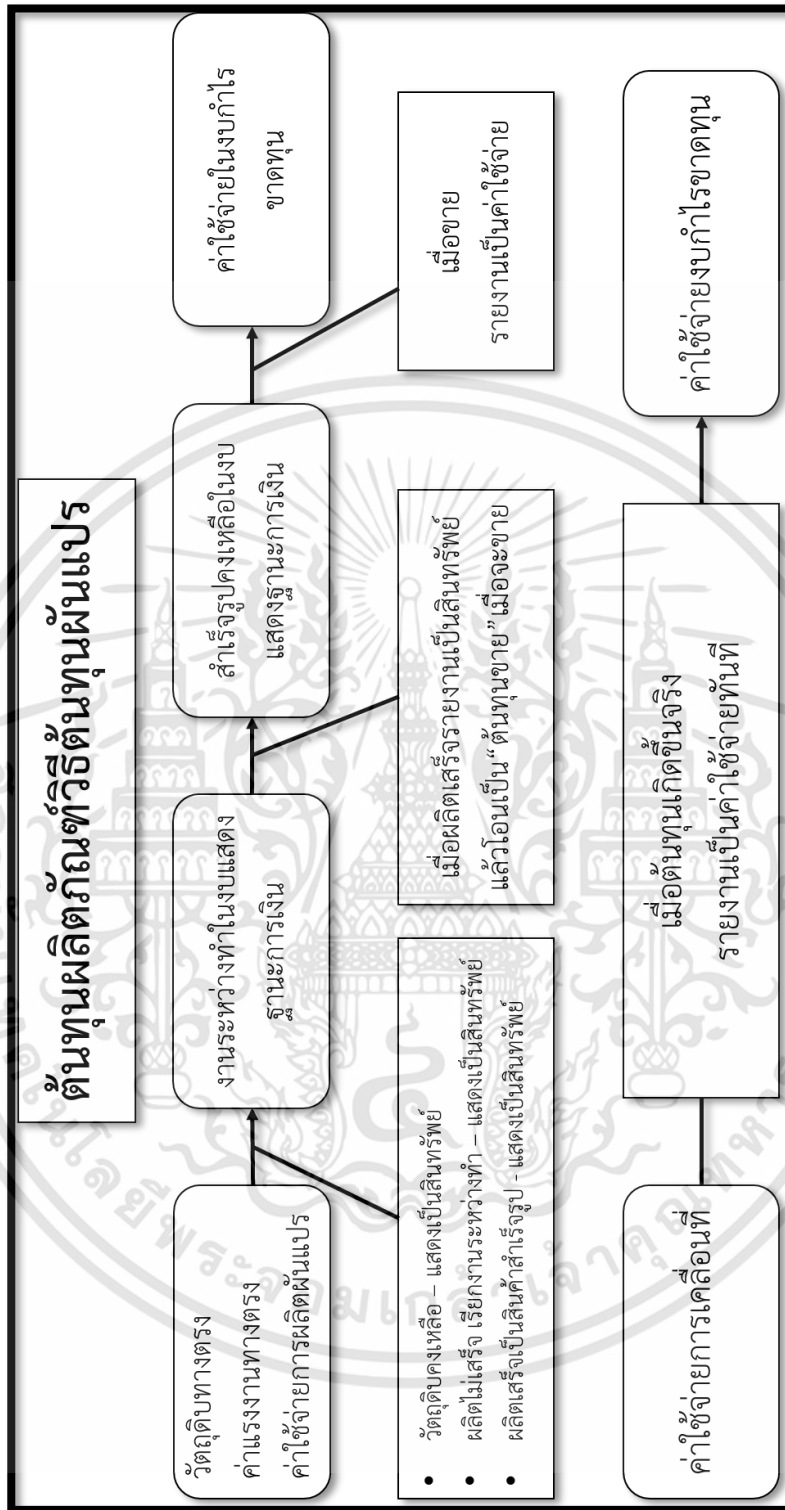 ต้นทุนผลิตภัณฑ์วิธีต้นทุนผันแปร
วัตถุดิบทางตรง
ค่าแรงงานทางตรง
ค่าใช้จ่ายการผลิตผันแปร
งานระหว่างทำในงบแสดง
ฐานะการเงิน
สำเร็จรูปคงเหลือในงบ
แสดงฐานะการเงิน
ค่าใช้จ่ายในงบกำไร
ขาดทุน
• วัตถุดิบคงเหลือ – แสดงเป็นสินทรัพย์
• ผลิตไม่เสร็จ เรียกงานระหว่างทำ – แสดงเป็นสินทรัพย์
• ผลิตเสร็จเป็นสินค้าสำเร็จรูป - แสดงเป็นสินทรัพย์
เมื่อผลิตเสร็จรายงานเป็นสินทรัพย์
แล้วโอนเป็น“ต้นทุนขาย”เมื่อจะขาย
เมื่อขาย
รายงานเป็นค่าใช้จ่าย
ค่าใช้จ่ายการเคลื่อนที่
เมื่อต้นทุนเกิดขึ้นจริง
รายงานเป็นค่าใช้จ่ายทันที
ค่าใช้จ่ายงบกำไรขาดทุน